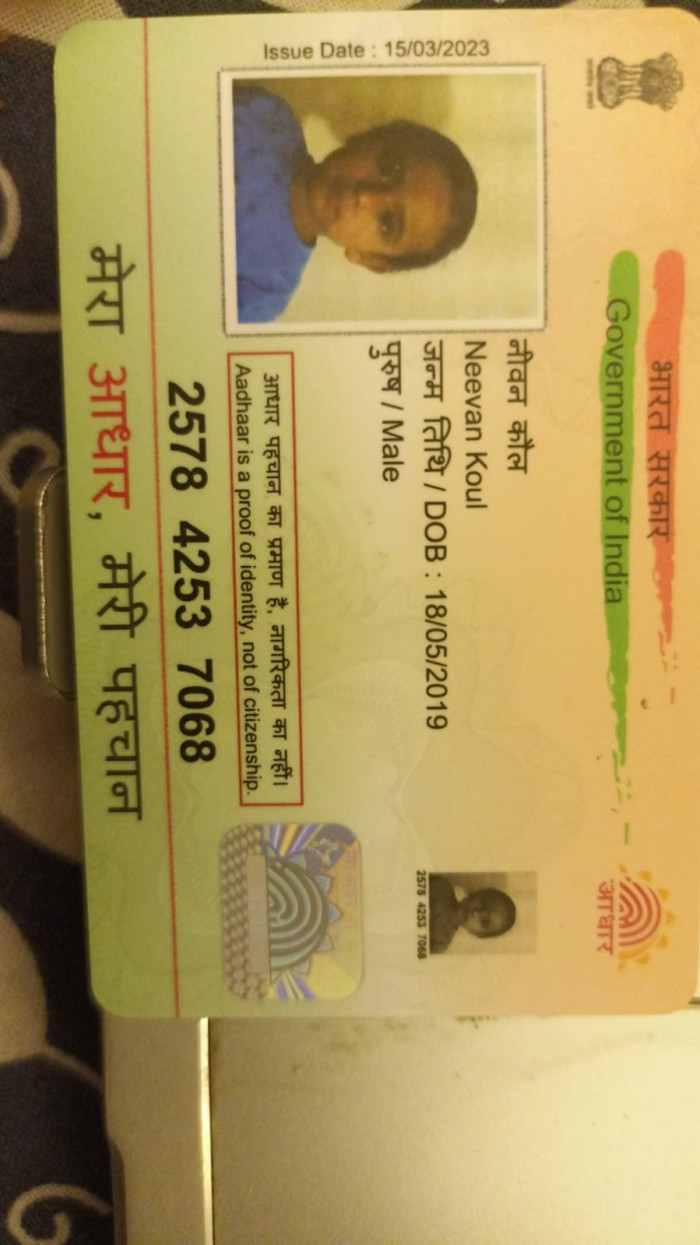 भारत सरकार
Government of India
Issue Date : 15/03/2023
नीवन कौल
Neevan Koul
जन्म तिथि / DOB : 18/05/2019
पुरुष / Male
2578 4253 7068
आधार
आधार पहचान का प्रमाण है, नागरिकता का नहीं।
Aadhaar is a proof of identity, not of citizenship.
2578 4253 7068
मेरा आधार, मेरी पहचान